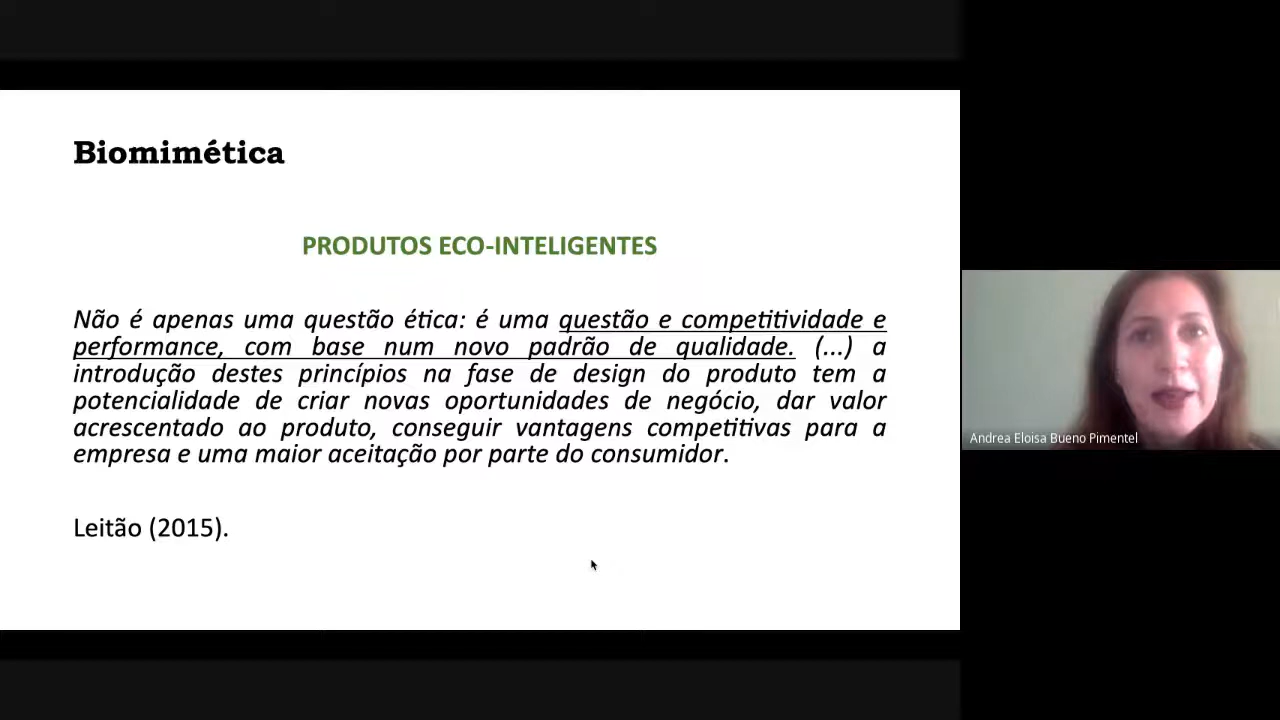 Biomimética
PRODUTOS ECO-INTELIGENTES
Não é apenas uma questão ética: é uma questão e competitividade e
performance, com base num novo padrão de qualidade. (...) a
introdução destes princípios na fase de design do produto tem a
potencialidade de criar novas oportunidades de negócio, dar valor
acrescentado ao produto, conseguir vantagens competitivas para a
empresa e uma maior aceitação por parte do consumidor.
Leitão (2015).
Andrea Eloisa Bueno Pimentel